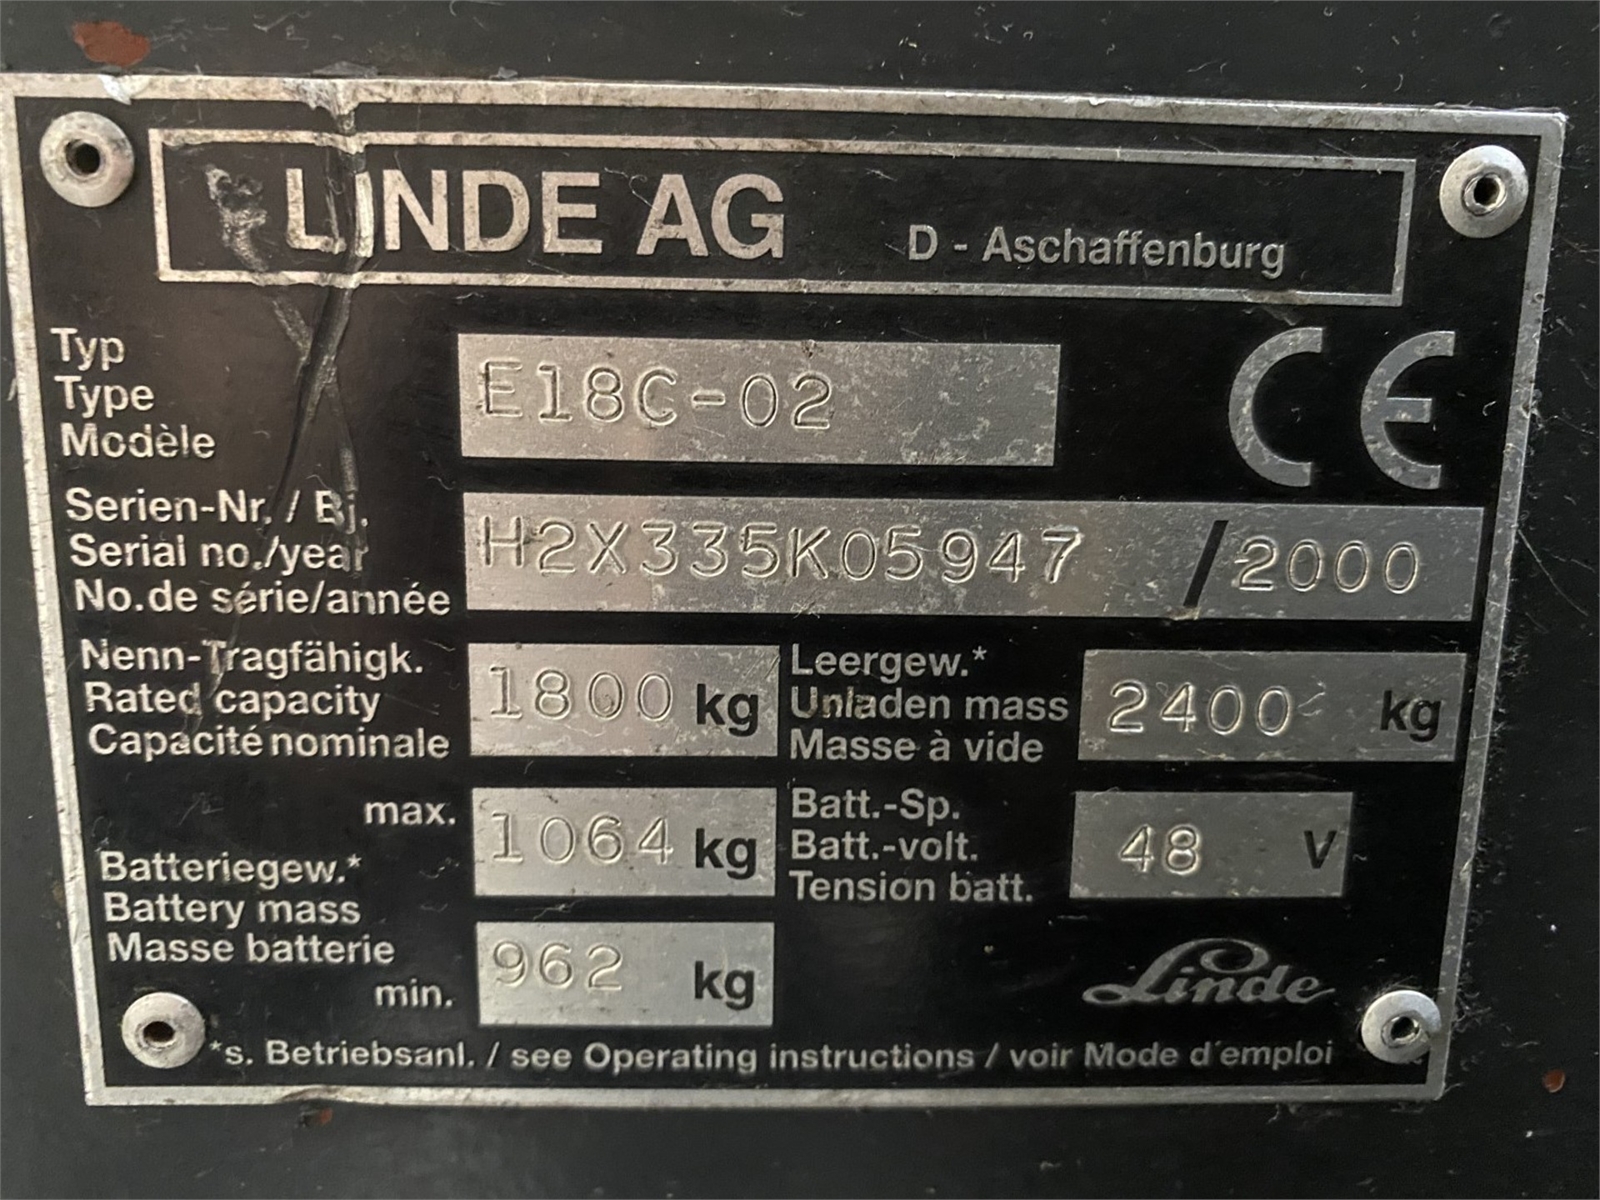 LINDE AG D - Aschaffenburg
Typ
Type
Modèle
E18C-02
CE
Serien-Nr. / Bj.
Serial no./year
No.de série/année
H2X335K05947 / 2000
Nenn-Tragfähigk.
Rated capacity
Capacité nominale
1800 kg
Leergew.*
Unladen mass
Masse à vide
2400 kg
Batteriegew.*
Battery mass
Masse batterie
max. 1064 kg
min. 962 kg
Batt.-Sp.
Batt.-volt.
Tension batt.
48 V
Linde
*s. Betriebsanl. / see Operating instructions / voir Mode d'emploi